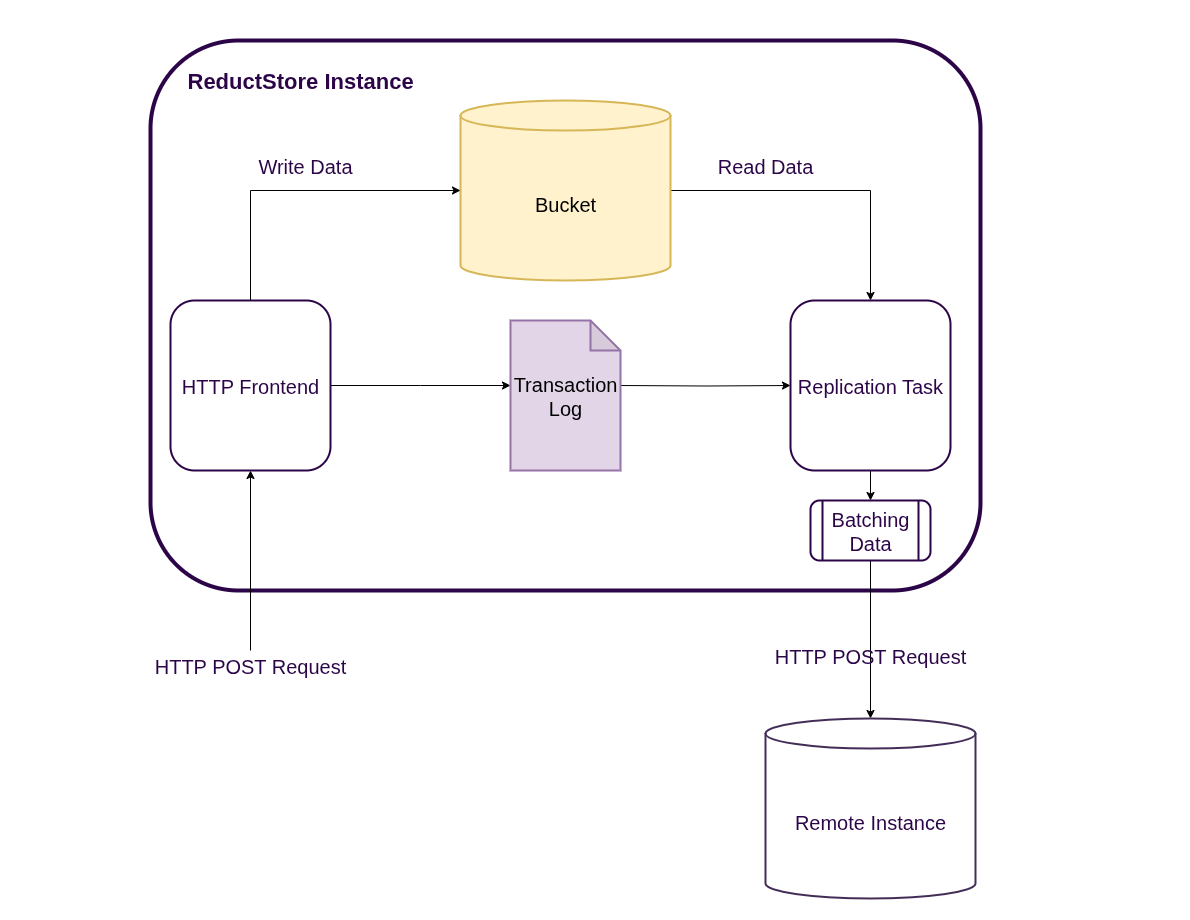 ReductStore Instance
Write Data
Read Data
Bucket
HTTP Frontend
Transaction
Log
Replication Task
Batching
Data
HTTP POST Request
HTTP POST Request
Remote Instance